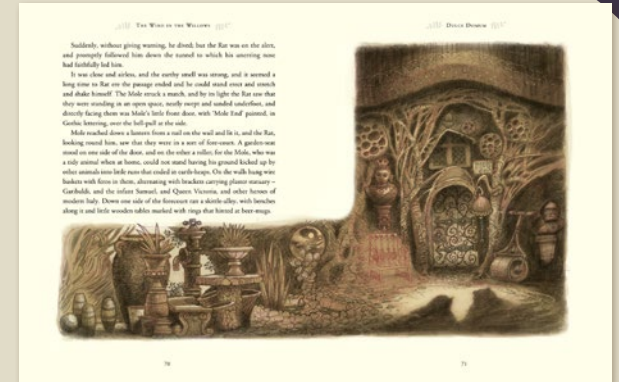 The Wind in the Willows
Dulce Domum
Suddenly, without giving warning, he dived; but the Rat was on the alert,
and promptly followed him down the tunnel to which his unerring nose
had faithfully led him.
It was close and airless, and the earthy smell was strong, and it seemed a
long time to Rat ere the passage ended and he could stand erect and stretch
and shake himself. The Mole struck a match, and by its light the Rat saw that
they were standing in an open space, neatly swept and sanded underfoot, and
directly facing them was Mole's little front door, with 'Mole End' painted, in
Gothic lettering, over the bell-pull at the side.
Mole reached down a lantern from a nail on the wall and lit it, and the Rat,
looking round him, saw that they were in a sort of fore-court. A garden-seat
stood on one side of the door, and on the other a roller; for the Mole, who was
a tidy animal when at home, could not stand having his ground kicked up by
other animals into little runs that ended in earth-heaps. On the walls hung wire
baskets with ferns in them, alternating with brackets carrying plaster statuary –
Garibaldi, and the infant Samuel, and Queen Victoria, and other heroes of
modern Italy. Down one side of the forecourt ran a skittle-alley, with benches
along it and little wooden tables marked with rings that hinted at beer-mugs.
70
71